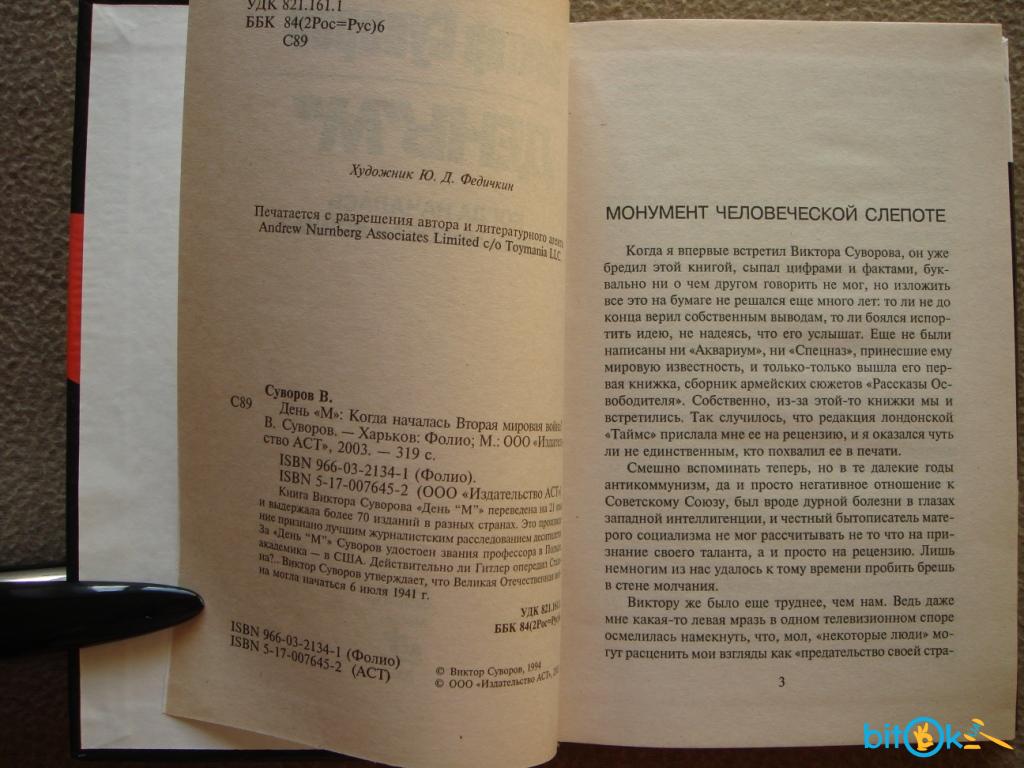 УДК 821.161.1
ББК 84(2Рос=Рус)6
С89
Художник Ю. Д. Федичкин
Печатается с разрешения автора и литературного агента
Andrew Nurnberg Associates Limited c/o Toymania LLC.
Суворов В.
С89 День «М»: Когда началась Вторая мировая война?
В. Суворов. — Харьков: Фолио; М.: ООО «Издатель-
ство АСТ», 2003. — 319 с.
ISBN 966-03-2134-1 (Фолио).
ISBN 5-17-007645-2 (ООО «Издательство АСТ»
Книга Виктора Суворова «День “М”» переведена на 21
и выдержала более 70 изданий в разных странах. Это
ние признано лучшим журналистским расследованием
За «День “М”» Суворов удостоен звания профессора в
академика — в США. Действительно ли Гитлер опередил
на?.. Виктор Суворов утверждает, что Великая Отечественная
на могла начаться 6 июля 1941 г.
УДК 821.161.
ББК 84(2Рос=Рус)
ISBN 966-03-2134-1 (Фолио)
ISBN 5-17-007645-2 (АСТ)
© Виктор Суворов, 1994
© ООО «Издательство АСТ»,
МОНУМЕНТ ЧЕЛОВЕЧЕСКОЙ СЛЕПОТЕ
Когда я впервые встретил Виктора Суворова, он уже
бредил этой книгой, сыпал цифрами и фактами, бук-
вально ни о чем другом говорить не мог, но изложить
все это на бумаге не решался еще много лет: то ли не до
конца верил собственным выводам, то ли боялся испор-
тить идею, не надеясь, что его услышат. Еще не были
написаны ни «Аквариум», ни «Спецназ», принесшие ему
мировую известность, и только-только вышла его пер-
вая книжка, сборник армейских сюжетов «Рассказы Ос-
вободителя». Собственно, из-за этой-то книжки мы и
встретились. Так случилось, что редакция лондонской
«Таймс» прислала мне ее на рецензию, и я оказался чуть
ли не единственным, кто похвалил ее в печати.
Смешно вспоминать теперь, но в те далекие годы
антикоммунизм, да и просто негативное отношение к
Советскому Союзу, был вроде дурной болезни в глазах
западной интеллигенции, и честный бытописатель мате-
рого социализма не мог рассчитывать не то что на при-
знание своего таланта, а и просто на рецензию. Лишь
немногим из нас удалось к тому времени пробить брешь
в стене молчания.
Виктору же было еще труднее, чем нам. Ведь даже
мне какая-то левая мразь в одном телевизионном споре
осмелилась намекнуть, что, мол, «некоторые люди» мо-
гут расценить мои взгляды как «предательство своей стра-
3
bitOk